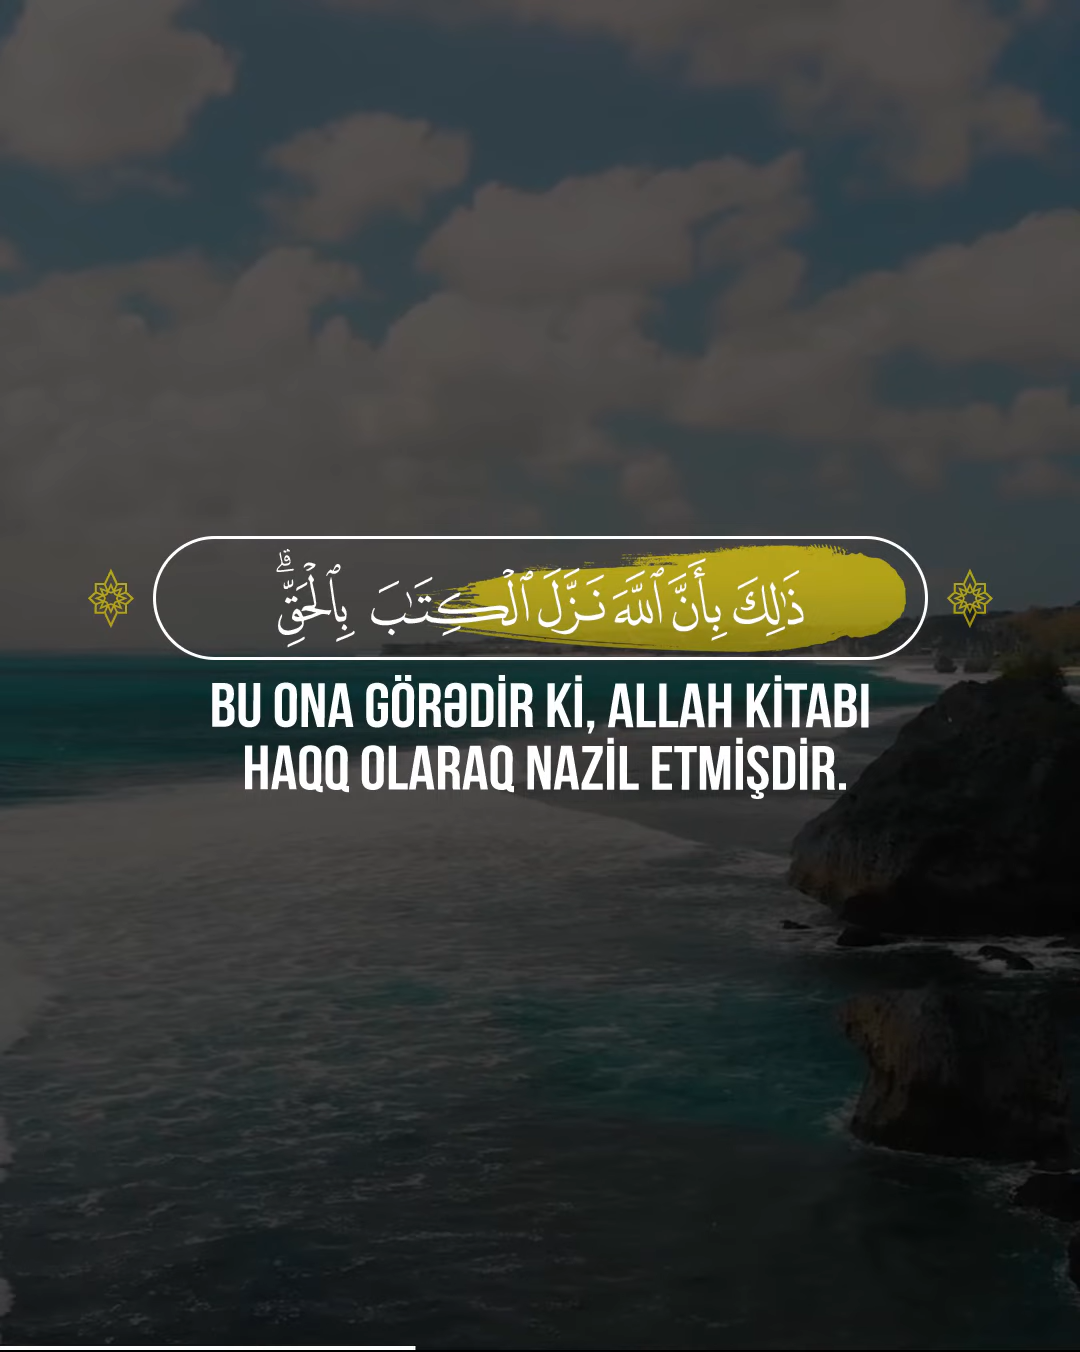 ذَٰلِكَ بِأَنَّ ٱللَّهَ نَزَّلَ ٱلۡكِتَٰبَ بِٱلۡحَقِّۗ
BU ONA GÖRƏDİR Kİ, ALLAH KİTABI
HAQQ OLARAQ NAZİL ETMİŞDİR.